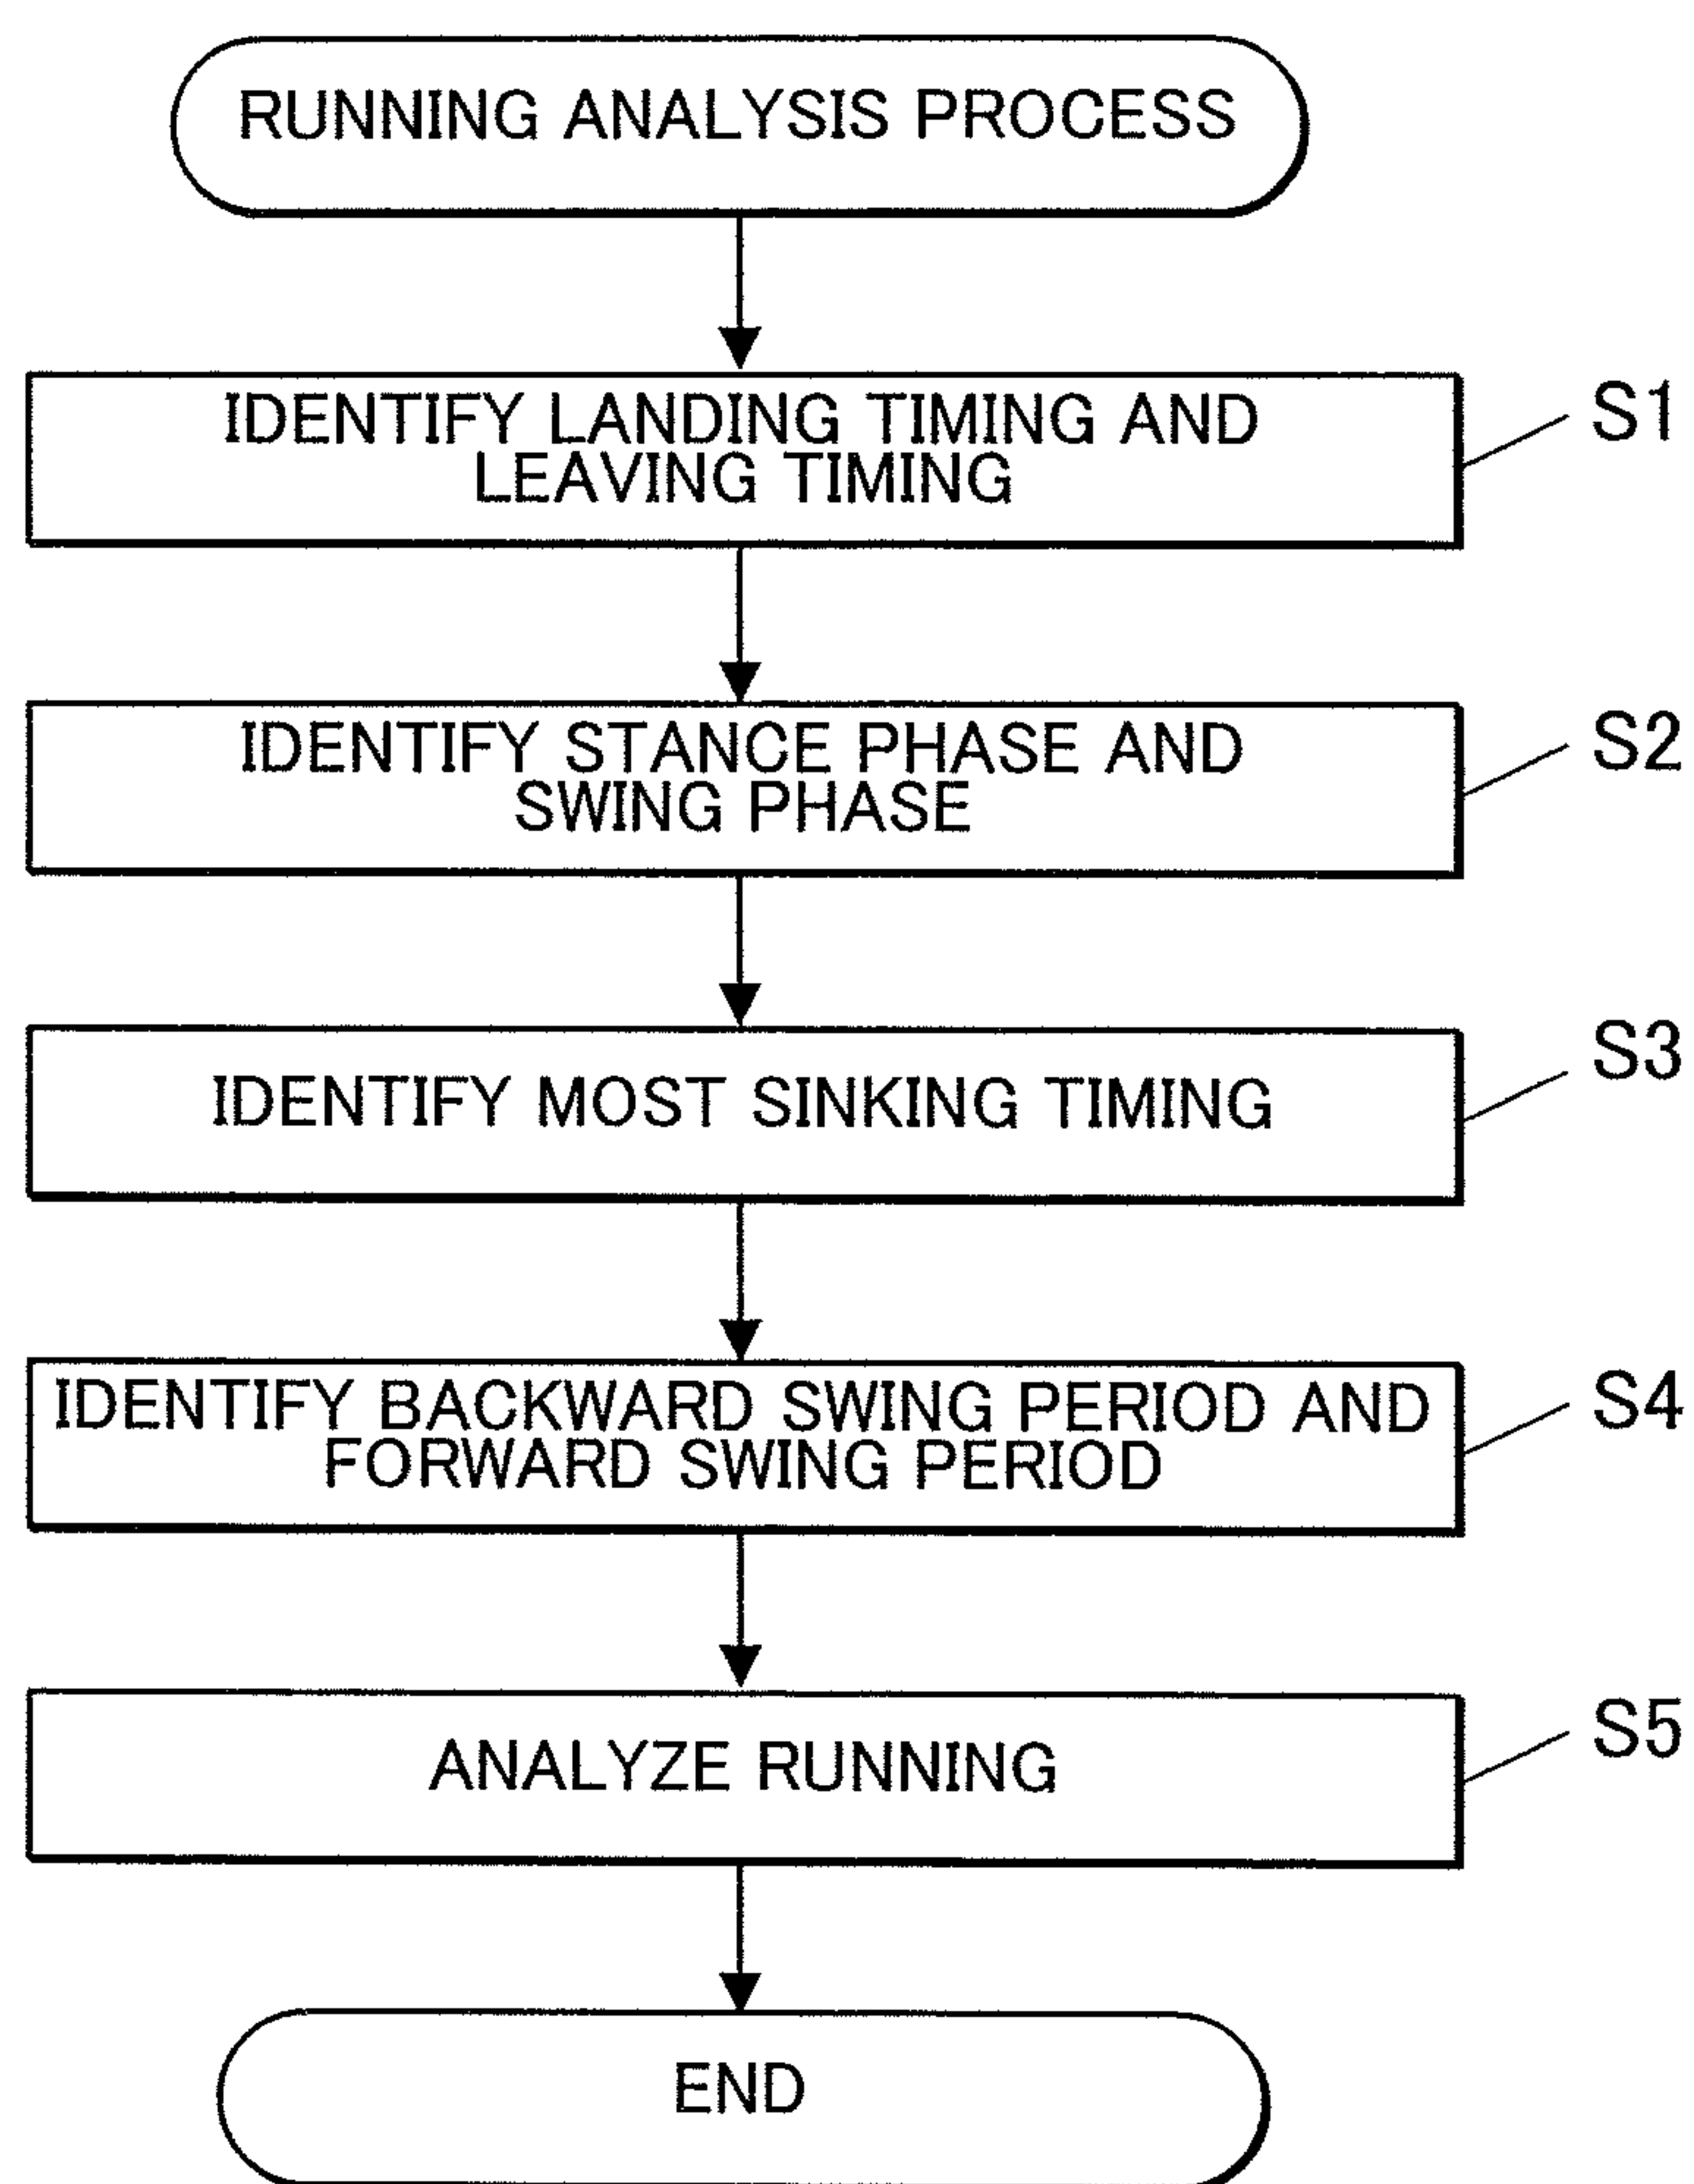 RUNNING ANALYSIS PROCESS
IDENTIFY LANDING TIMING AND
LEAVING TIMING
S1
IDENTIFY STANCE PHASE AND
SWING PHASE
S2
IDENTIFY MOST SINKING TIMING
S3
IDENTIFY BACKWARD SWING PERIOD AND
FORWARD SWING PERIOD
S4
ANALYZE RUNNING
S5
END